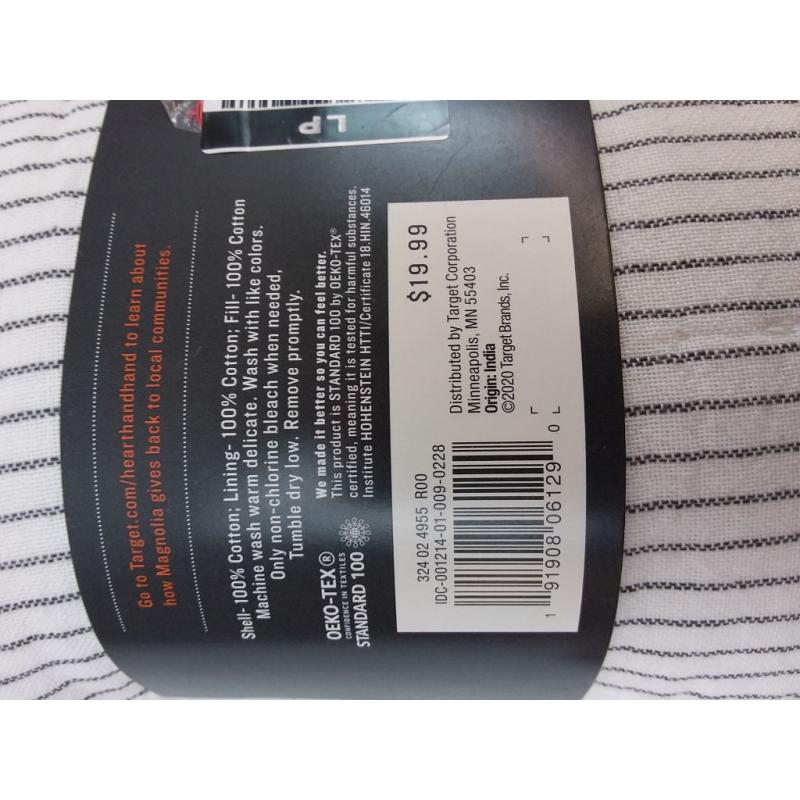 LP
Go to Target.com/hearthandhand to learn about
how Magnolia gives back to local communities.
Shell- 100% Cotton; Lining- 100% Cotton; Fill- 100% Cotton
Machine wash warm delicate. Wash with like colors.
Only non-chlorine bleach when needed,
Tumble dry low. Remove promptly.
OEKO-TEX®
CONFIDENCE IN TEXTILES
STANDARD 100
We made it better so you can feel better.
This product is STANDARD 100 by OEKO-TEX®
certified, meaning it is tested for harmful substances.
Institute HOHENSTEIN HTTI/Certificate 18.HIN.46014
$19.99
324 02 4955 R00
IDC-001214-01-009-0228
1 91908 06129 0
Distributed by Target Corporation
Minneapolis, MN 55403
Origin: India
©2020 Target Brands, Inc.